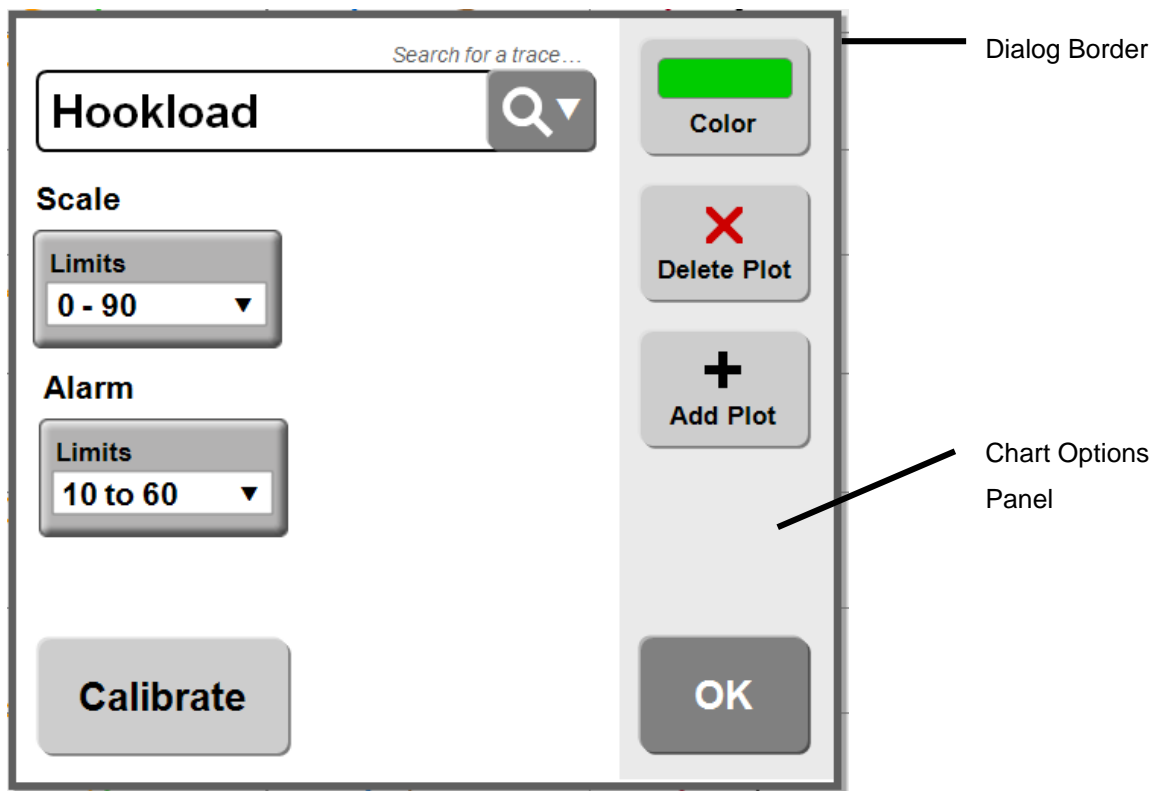 Search for a trace...
Hookload
Scale
Limits
0 - 90
Alarm
Limits
10 to 60
Calibrate
Color
Delete Plot
Add Plot
OK
Dialog Border
Chart Options
Panel